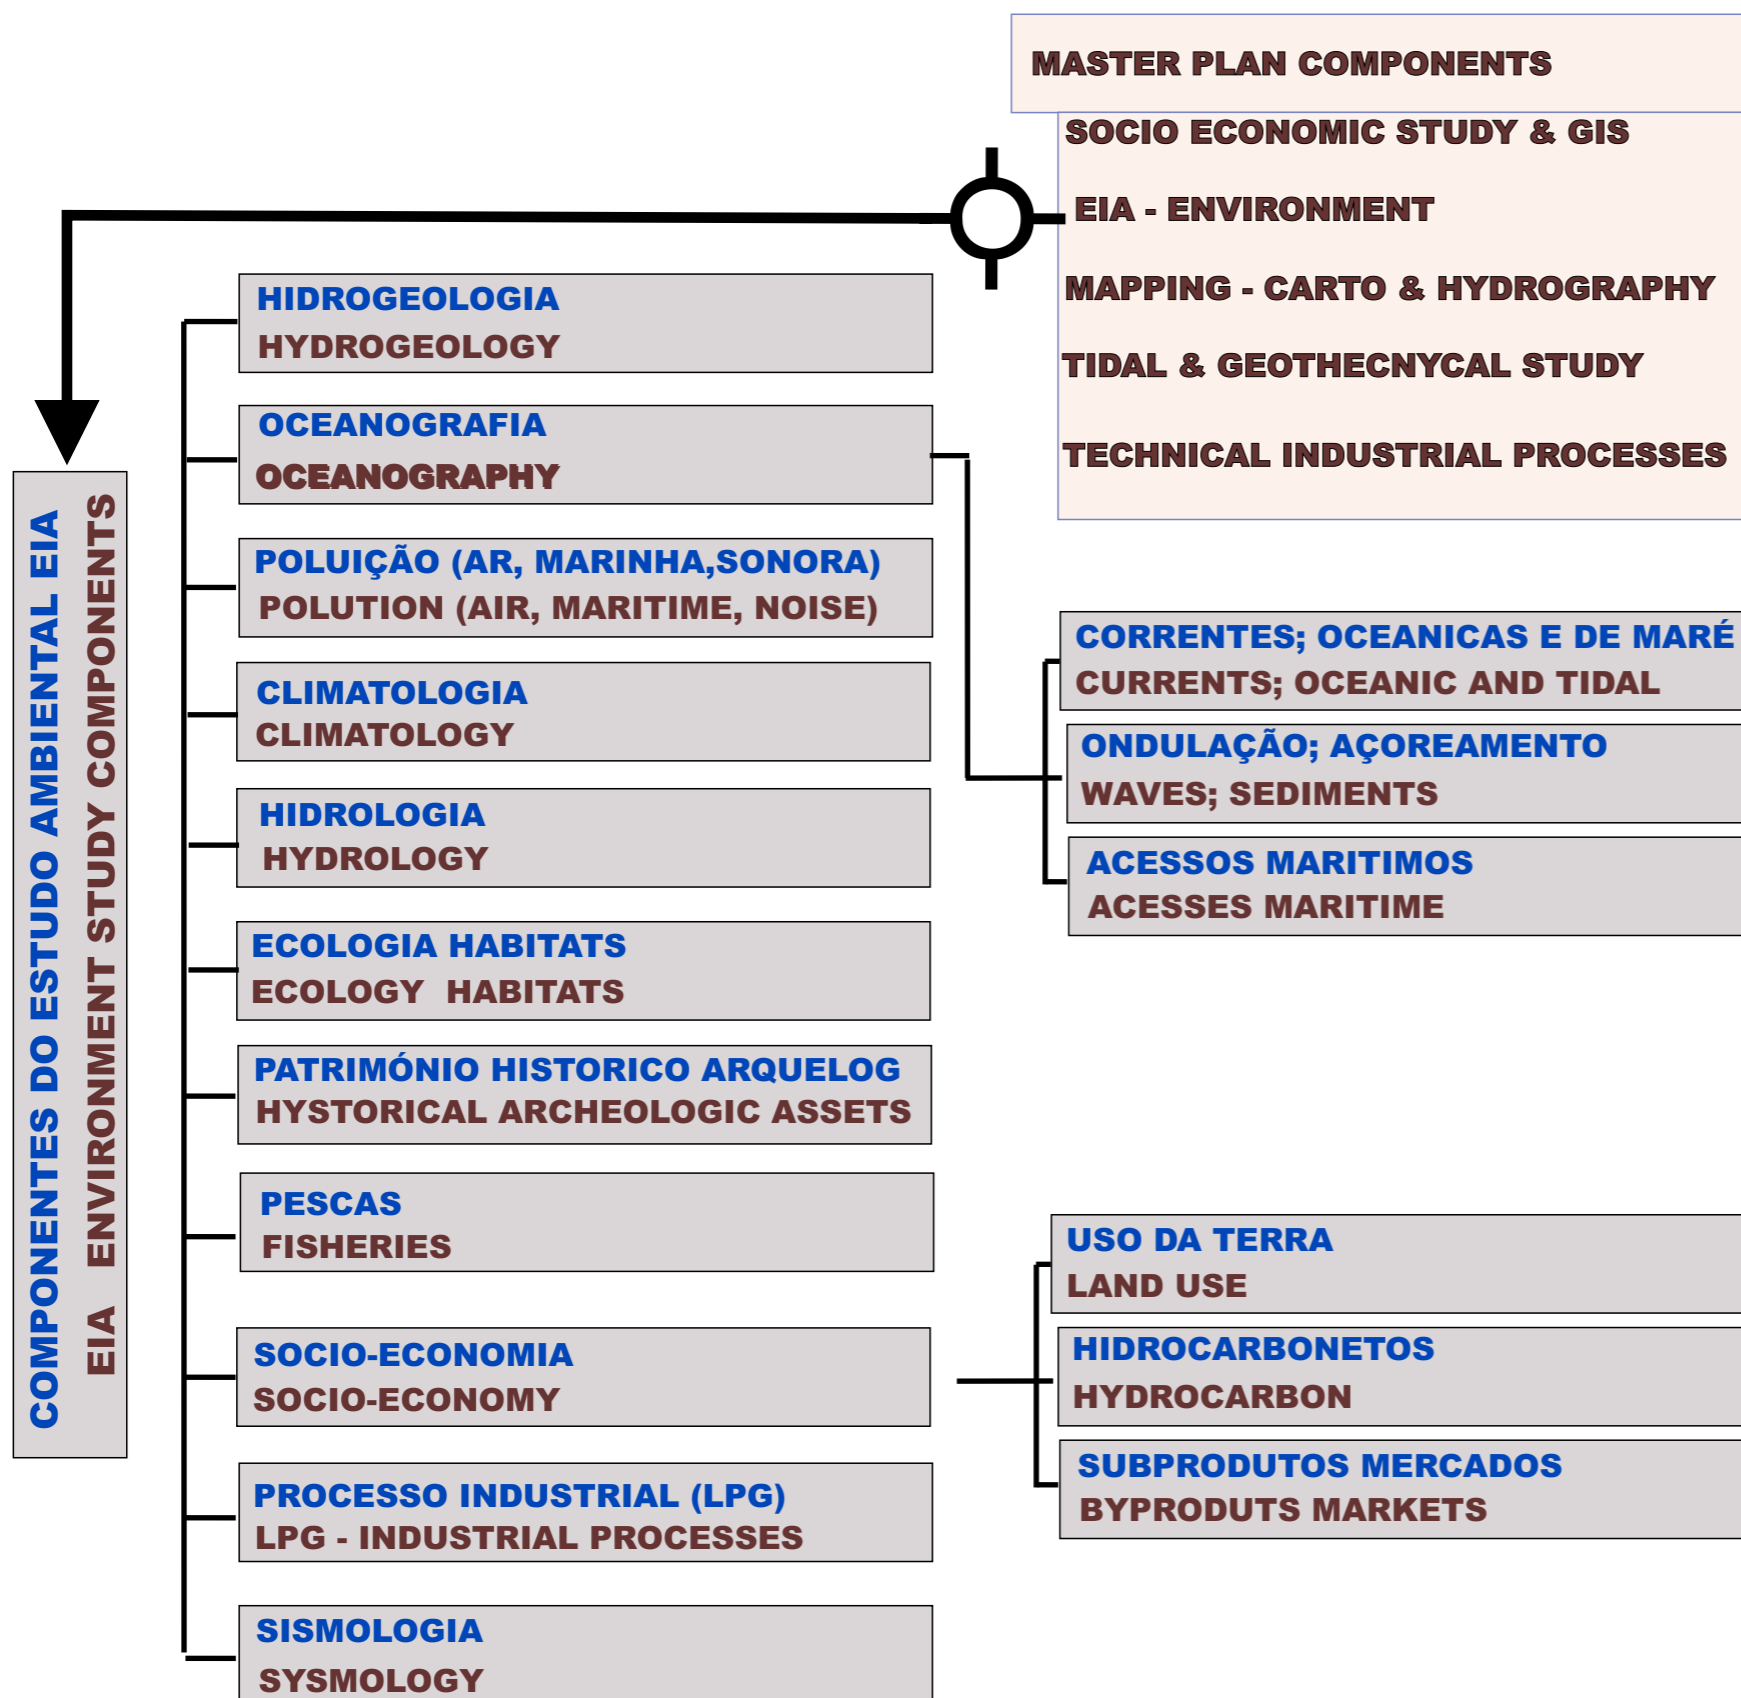 MASTER PLAN COMPONENTS
SOCIO ECONOMIC STUDY & GIS
EIA - ENVIRONMENT
MAPPING - CARTO & HYDROGRAPHY
TIDAL & GEOTHECNYCAL STUDY
TECHNICAL INDUSTRIAL PROCESSES
COMPONENTES DO ESTUDO AMBIENTAL EIA
EIA ENVIRONMENT STUDY COMPONENTS
HIDROGEOLOGIA
HYDROGEOLOGY
OCEANOGRAFIA
OCEANOGRAPHY
POLUIÇÃO (AR, MARINHA,SONORA)
POLUTION (AIR, MARITIME, NOISE)
CLIMATOLOGIA
CLIMATOLOGY
HIDROLOGIA
HYDROLOGY
ECOLOGIA HABITATS
ECOLOGY HABITATS
PATRIMÓNIO HISTORICO ARQUELOG
HYSTORICAL ARCHEOLOGIC ASSETS
PESCAS
FISHERIES
SOCIO-ECONOMIA
SOCIO-ECONOMY
PROCESSO INDUSTRIAL (LPG)
LPG - INDUSTRIAL PROCESSES
SISMOLOGIA
SYSMOLOGY
CORRENTES; OCEANICAS E DE MARÉ
CURRENTS; OCEANIC AND TIDAL
ONDULAÇÃO; AÇOREAMENTO
WAVES; SEDIMENTS
ACESSOS MARITIMOS
ACESSES MARITIME
USO DA TERRA
LAND USE
HIDROCARBONETOS
HYDROCARBON
SUBPRODUTOS MERCADOS
BYPRODUTS MARKETS